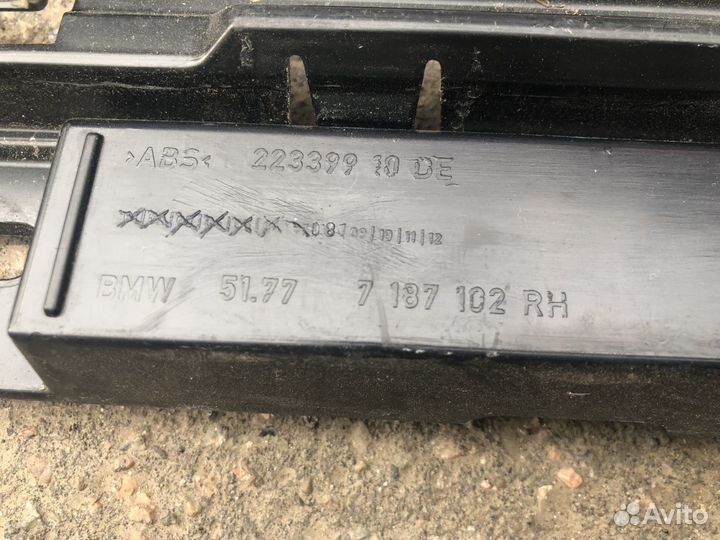 >ABS< 223399 10 DE
08|09|10|11|12
BMW 51.77 7 187 102 RH
Avito